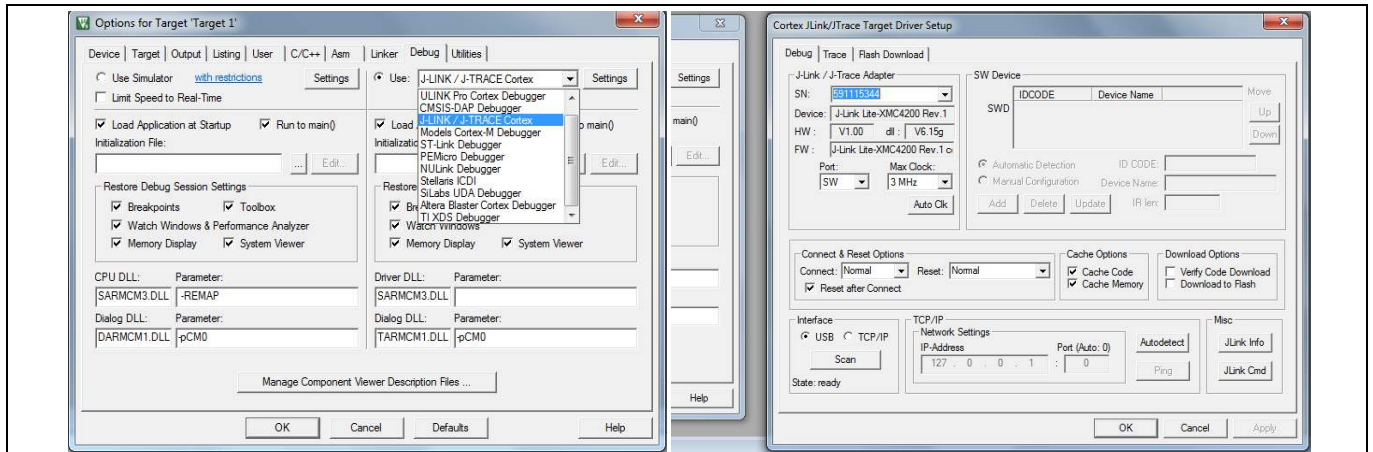 Options for Target 'Target 1'
Device Target Output Listing User C/C++ Asm Linker Debug Utilities
Use Simulator with restrictions Settings
Limit Speed to Real-Time
Load Application at Startup Run to main()
Initialization File:
... Edit...
Restore Debug Session Settings
Breakpoints Toolbox
Watch Windows & Performance Analyzer
Memory Display System Viewer
CPU DLL: Parameter:
SARMCM3.DLL -REMAP
Dialog DLL: Parameter:
DARMCM1.DLL -pCM0
Use: J-LINK / J-TRACE Cortex Settings
ULINK Pro Cortex Debugger
CMSIS-DAP Debugger
J-LINK / J-TRACE Cortex
Models Cortex-M Debugger
ST-Link Debugger
PEMicro Debugger
NULink Debugger
Stellaris ICDI
SiLabs UDA Debugger
Altera Blaster Cortex Debugger
TI XDS Debugger
Load
o main()
Initializatio
Edit...
Restore
Br
Watch Windows
Memory Display System Viewer
Driver DLL: Parameter:
SARMCM3.DLL
Dialog DLL: Parameter:
TARMCM1.DLL -pCM0
Manage Component Viewer Description Files ...
OK Cancel Defaults Help
Settings
main()
Edit...
Help
Cortex JLink/JTrace Target Driver Setup
Debug Trace Flash Download
J-Link / J-Trace Adapter
SN: 591115344
Device: J-Link Lite-XMC4200 Rev.1
HW : V1.00 dll : V6.15g
FW : J-Link Lite-XMC4200 Rev.1 co
Port: Max Clock:
SW 3 MHz
Auto Clk
SW Device
IDCODE Device Name Move
SWD Up
Down
Automatic Detection ID CODE:
Manual Configuration Device Name:
Add Delete Update IR len:
Connect & Reset Options
Connect: Normal Reset: Normal
Reset after Connect
Cache Options
Cache Code
Cache Memory
Download Options
Verify Code Download
Download to Flash
Interface
USB TCP/IP
Scan
State: ready
TCP/IP
Network Settings
IP-Address Port (Auto: 0)
127 . 0 . 0 . 1 : 0
Autodetect
Ping
Misc
JLink Info
JLink Cmd
OK Cancel Apply